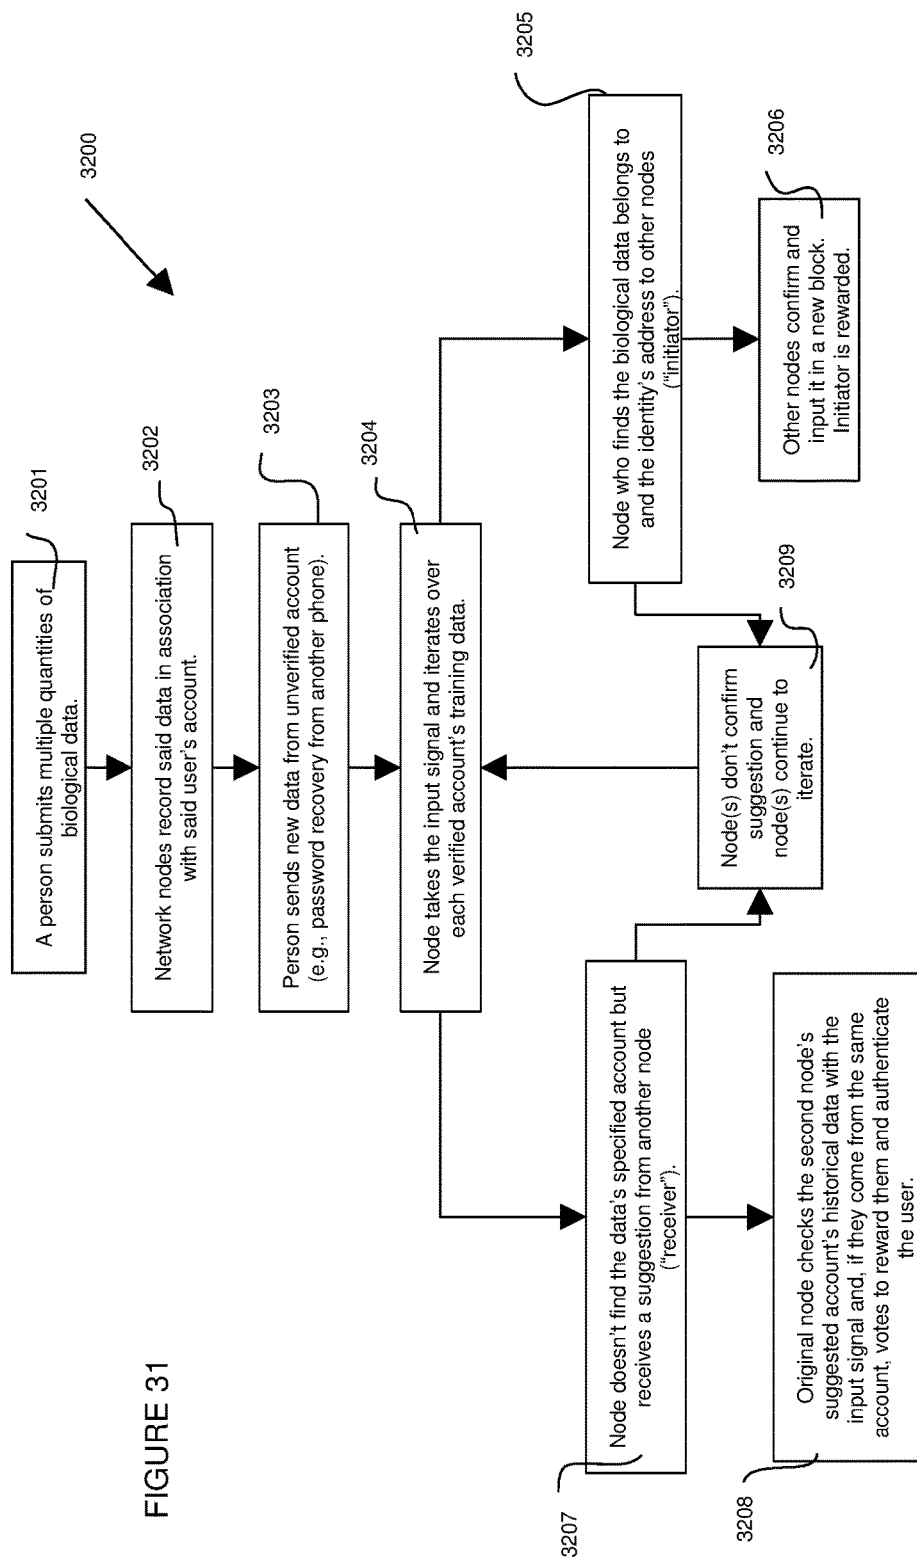 FIGURE 31
3200
3201
A person submits multiple quantities of
biological data.
3202
Network nodes record said data in association
with said user's account.
3203
Person sends new data from unverified account
(e.g., password recovery from another phone).
3204
Node takes the input signal and iterates over
each verified account's training data.
3205
Node who finds the biological data belongs to
and the identity's address to other nodes
("initiator").
3206
Other nodes confirm and
input it in a new block.
Initiator is rewarded.
3207
Node doesn't find the data's specified account but
receives a suggestion from another node
("receiver").
3208
Original node checks the second node's
suggested account's historical data with the
input signal and, if they come from the same
account, votes to reward them and authenticate
the user.
3209
Node(s) don't confirm
suggestion and
node(s) continue to
iterate.